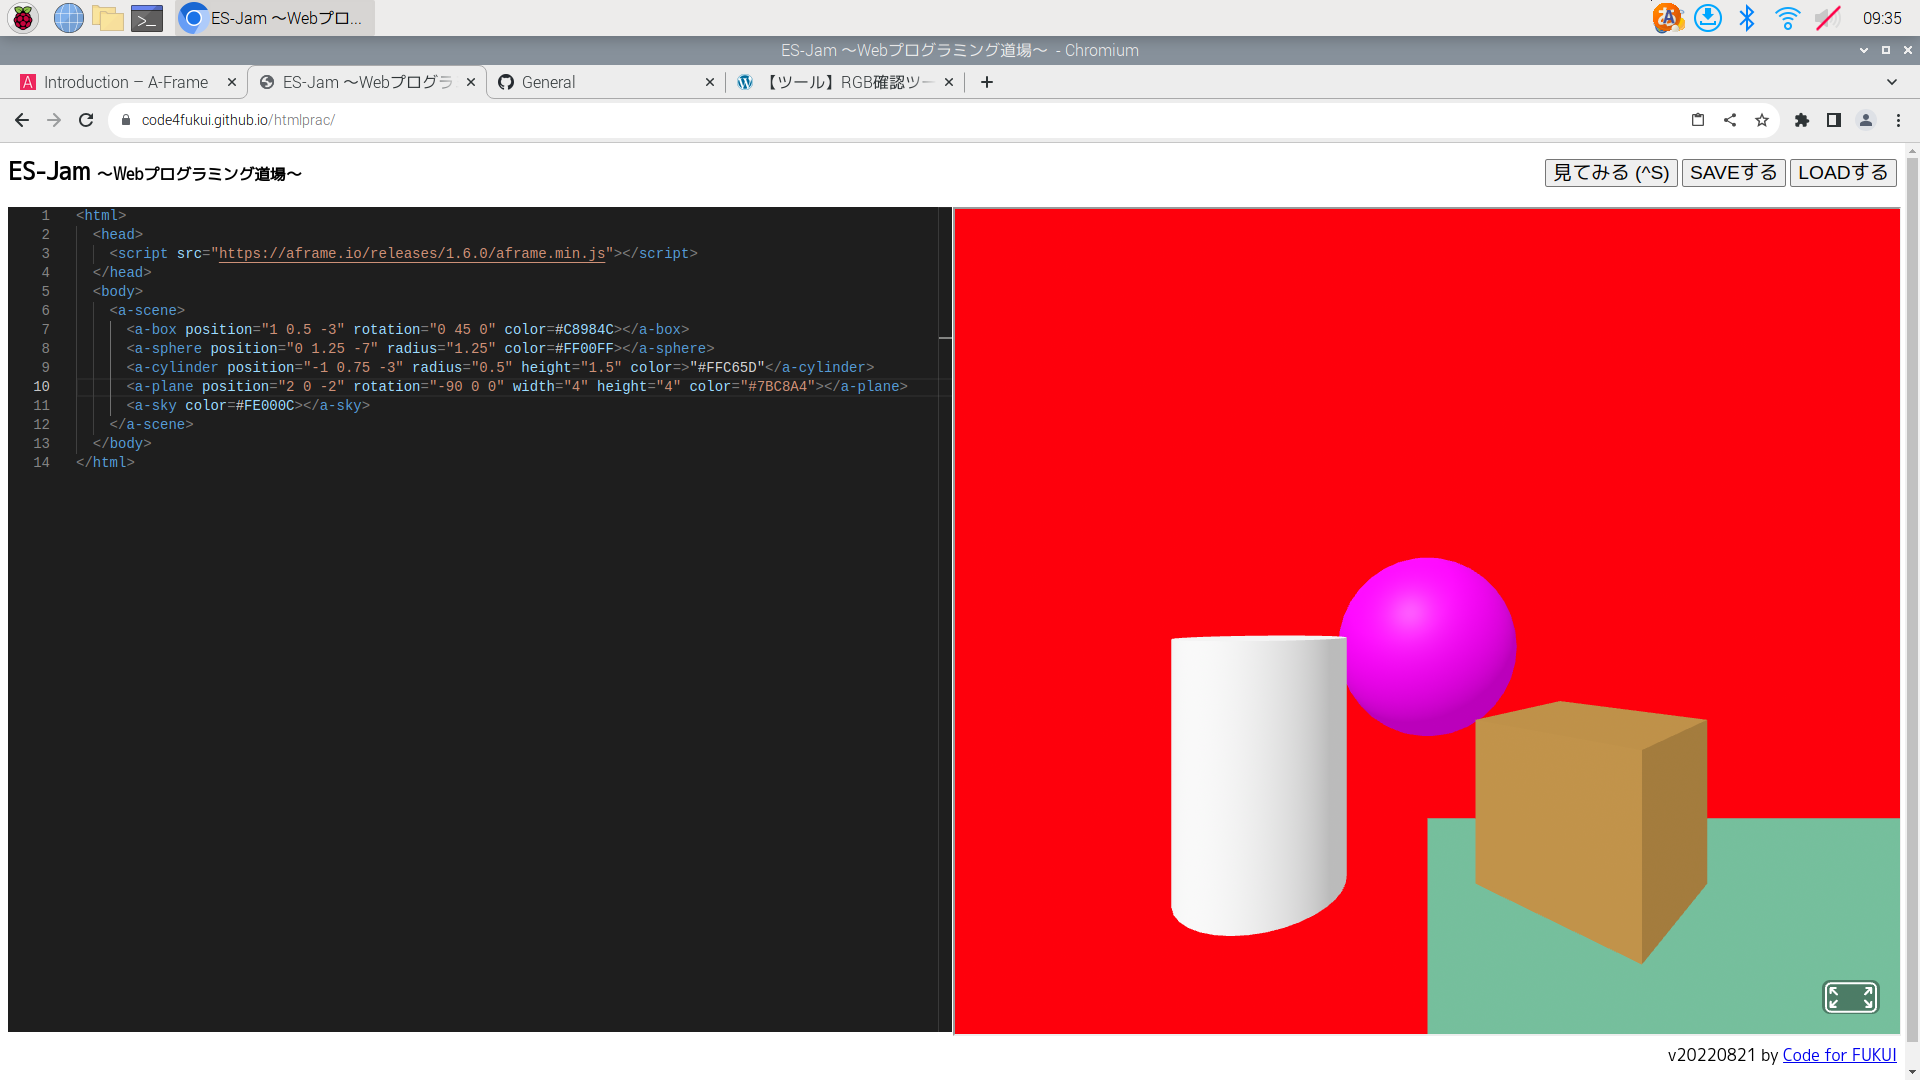 ES-Jam ～Webプロ...
09:35
ES-Jam ～Webプログラミング道場～ - Chromium
Introduction – A-Frame
ES-Jam ～Webプログラ
General
【ツール】RGB確認ツー
code4fukui.github.io/htmlprac/
ES-Jam ～Webプログラミング道場～
見てみる (^S)
SAVEする
LOADする
1 <html>
2 <head>
3 <script src="https://aframe.io/releases/1.6.0/aframe.min.js"></script>
4 </head>
5 <body>
6 <a-scene>
7 <a-box position="1 0.5 -3" rotation="0 45 0" color=#C8984C></a-box>
8 <a-sphere position="0 1.25 -7" radius="1.25" color=#FF00FF></a-sphere>
9 <a-cylinder position="-1 0.75 -3" radius="0.5" height="1.5" color=>"#FFC65D"</a-cylinder>
10 <a-plane position="2 0 -2" rotation="-90 0 0" width="4" height="4" color="#7BC8A4"></a-plane>
11 <a-sky color=#FE000C></a-sky>
12 </a-scene>
13 </body>
14 </html>
v20220821 by Code for FUKUI